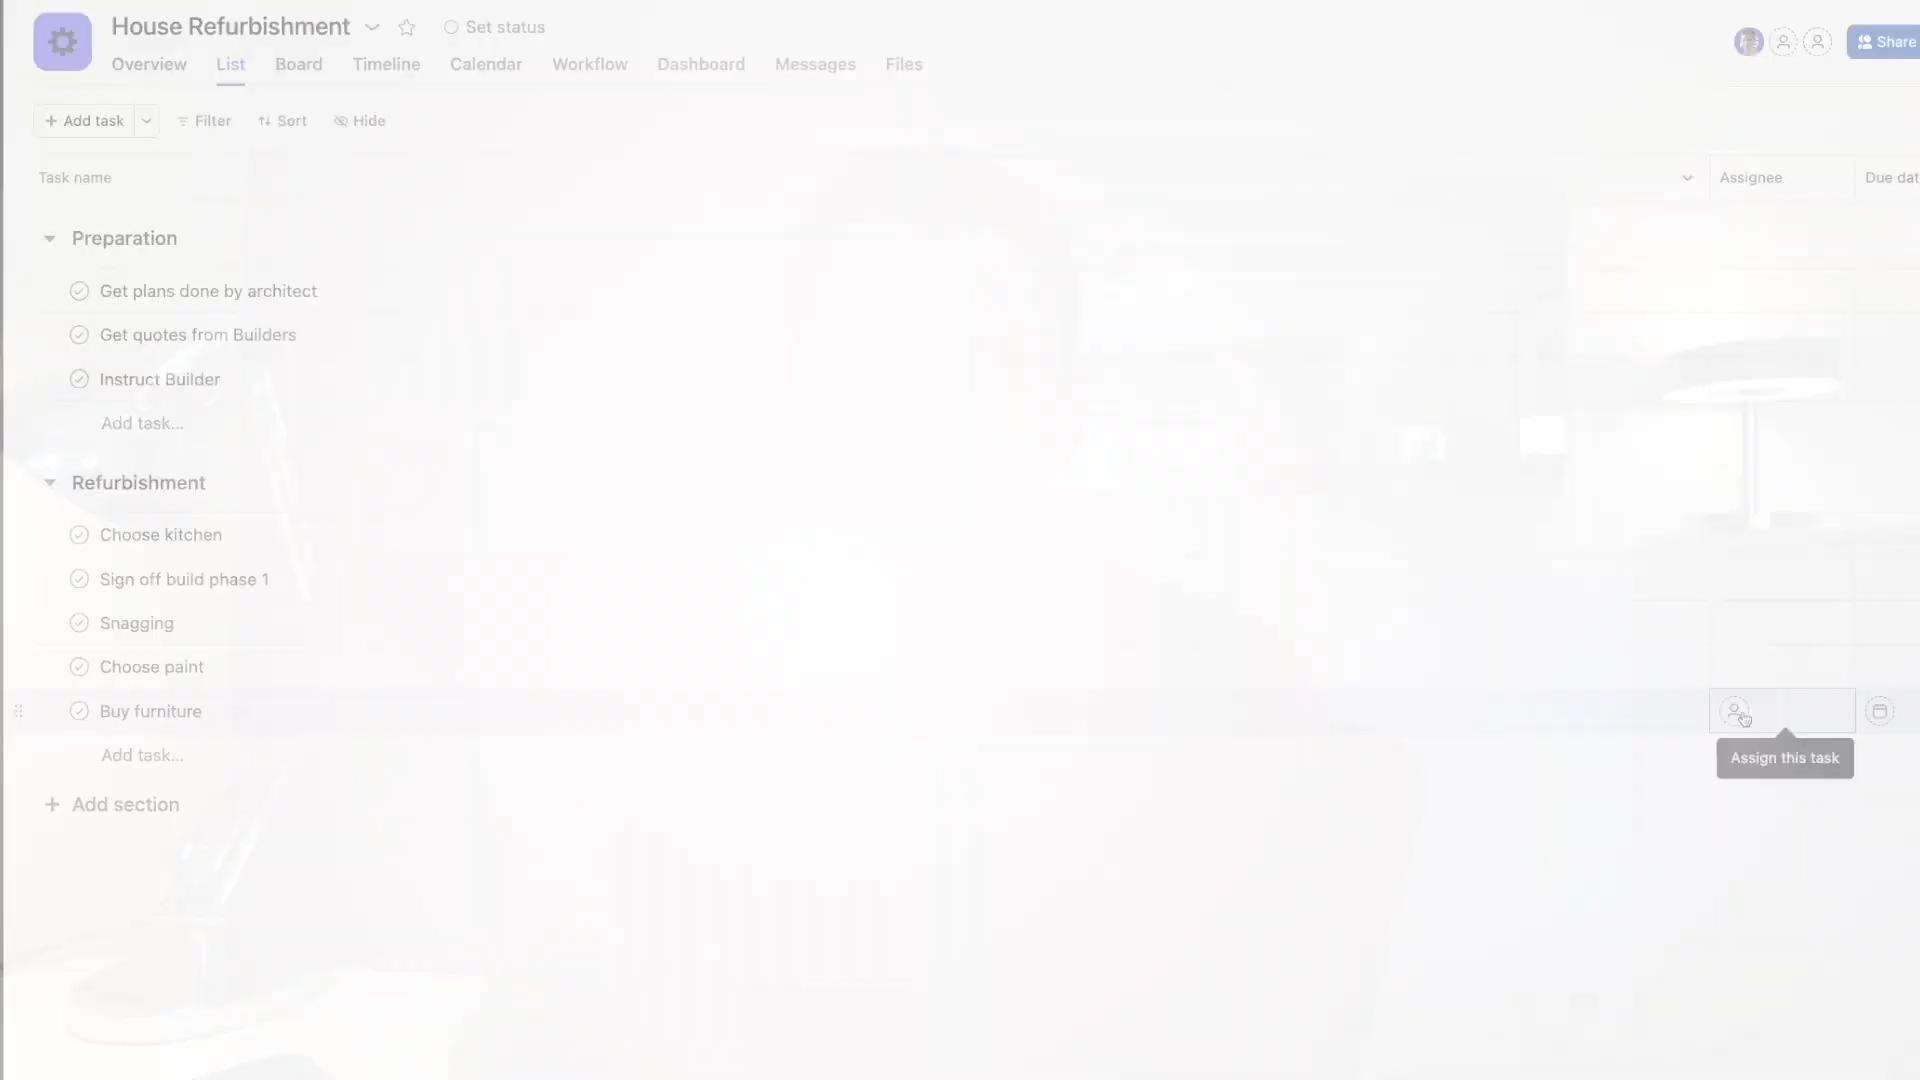 House Refurbishment
Set status
Share
Overview List Board Timeline Calendar Workflow Dashboard Messages Files
+ Add task Filter Sort Hide
Task name Assignee Due dat
Preparation
Get plans done by architect
Get quotes from Builders
Instruct Builder
Add task...
Refurbishment
Choose kitchen
Sign off build phase 1
Snagging
Choose paint
Buy furniture
Assign this task
Add task...
+ Add section